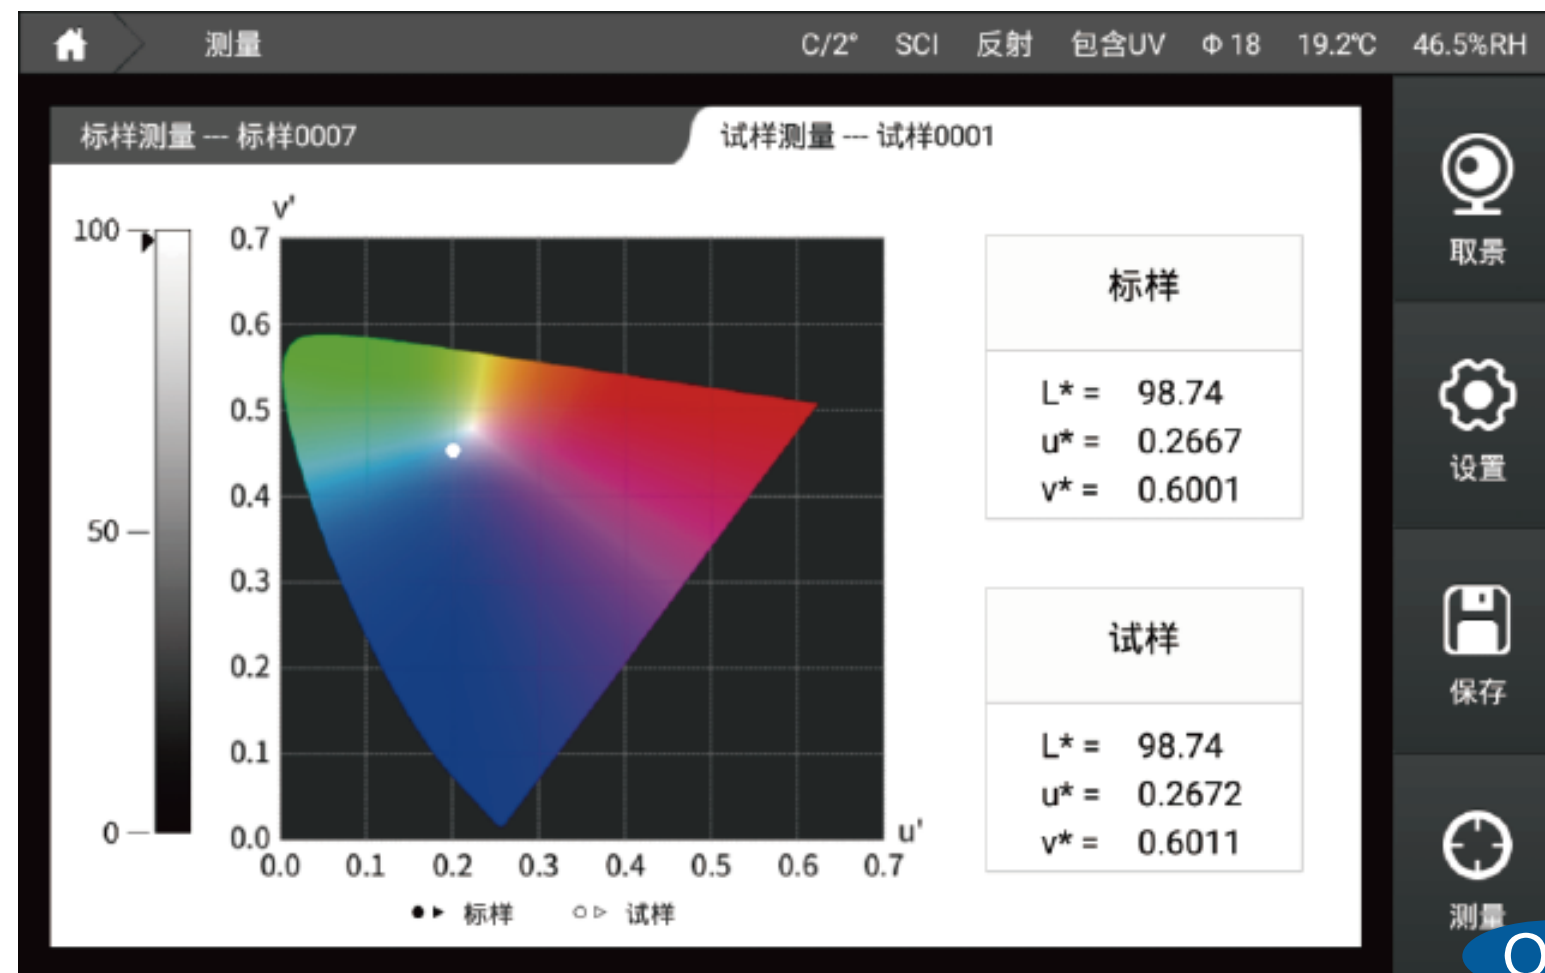 测量 C/2° SCI 反射 包含UV Φ 18 19.2℃ 46.5%RH
标样测量 --- 标样0007 试样测量 --- 试样0001
v'
100
50
0
0.7
0.6
0.5
0.4
0.3
0.2
0.1
0.0
0.0 0.1 0.2 0.3 0.4 0.5 0.6 0.7
u'
标样 试样
标样
L* = 98.74
u* = 0.2667
v* = 0.6001
试样
L* = 98.74
u* = 0.2672
v* = 0.6011
取景
设置
保存
测量